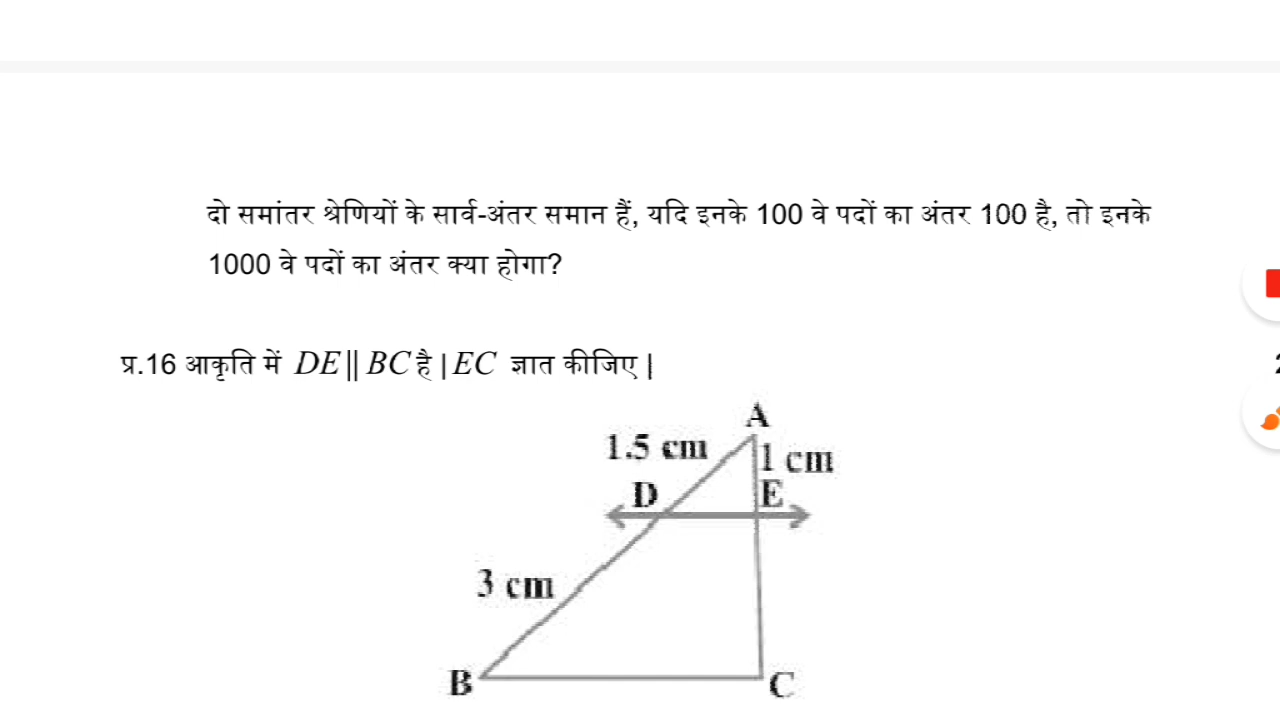 दो समांतर श्रेणियों के सार्व-अंतर समान हैं, यदि इनके 100 वे पदों का अंतर 100 है, तो इनके
1000 वे पदों का अंतर क्या होगा?
प्र.16 आकृति में DE || BC है | EC ज्ञात कीजिए |
A
1.5 cm
1 cm
D
E
3 cm
B
C